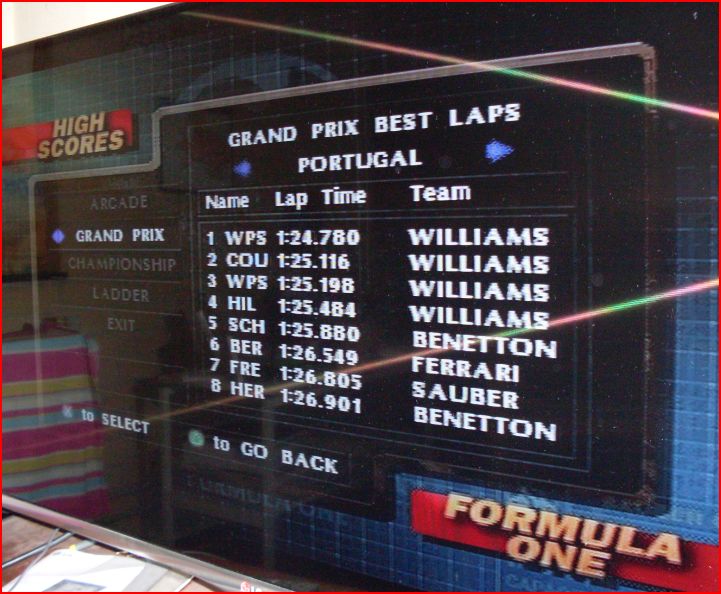 HIGH
SCORES
GRAND PRIX BEST LAPS
PORTUGAL
Name Lap Time Team
ARCADE
GRAND PRIX
CHAMPIONSHIP
LADDER
EXIT
1 WPS 1:24.780 WILLIAMS
2 COU 1:25.116 WILLIAMS
3 WPS 1:25.198 WILLIAMS
4 HIL 1:25.484 WILLIAMS
5 SCH 1:25.880 BENETTON
6 BER 1:26.549 FERRARI
7 FRE 1:26.805 SAUBER
8 HER 1:26.901 BENETTON
X to SELECT
to GO BACK
FORMULA ONE
FORMULA
ONE